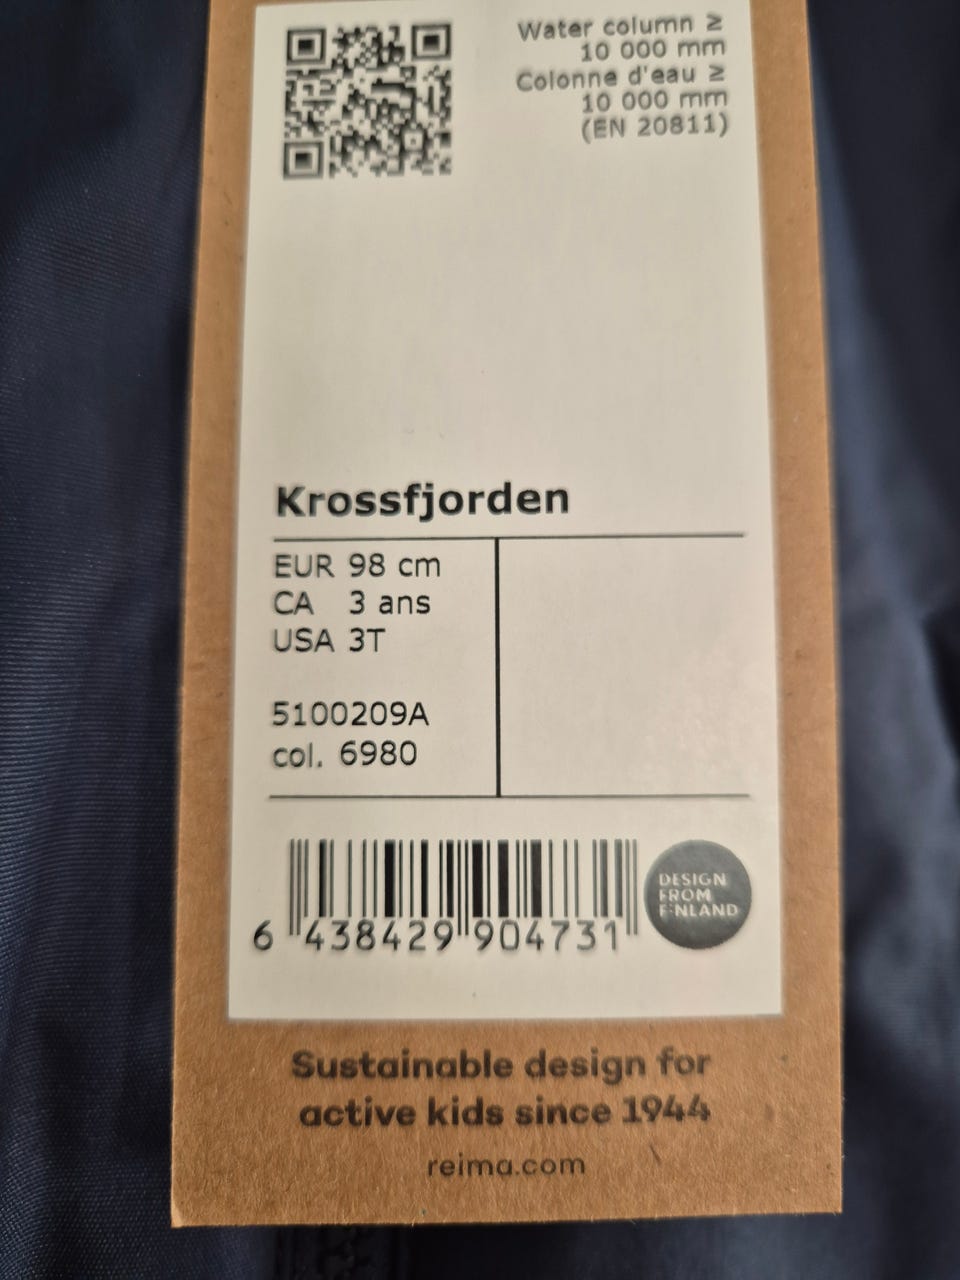 Water column ≥
10 000 mm
Colonne d'eau ≥
10 000 mm
(EN 20811)
Krossfjorden
EUR 98 cm
CA 3 ans
USA 3T
5100209A
col. 6980
6 438429 904731
DESIGN
FROM
FINLAND
Sustainable design for
active kids since 1944
reima.com